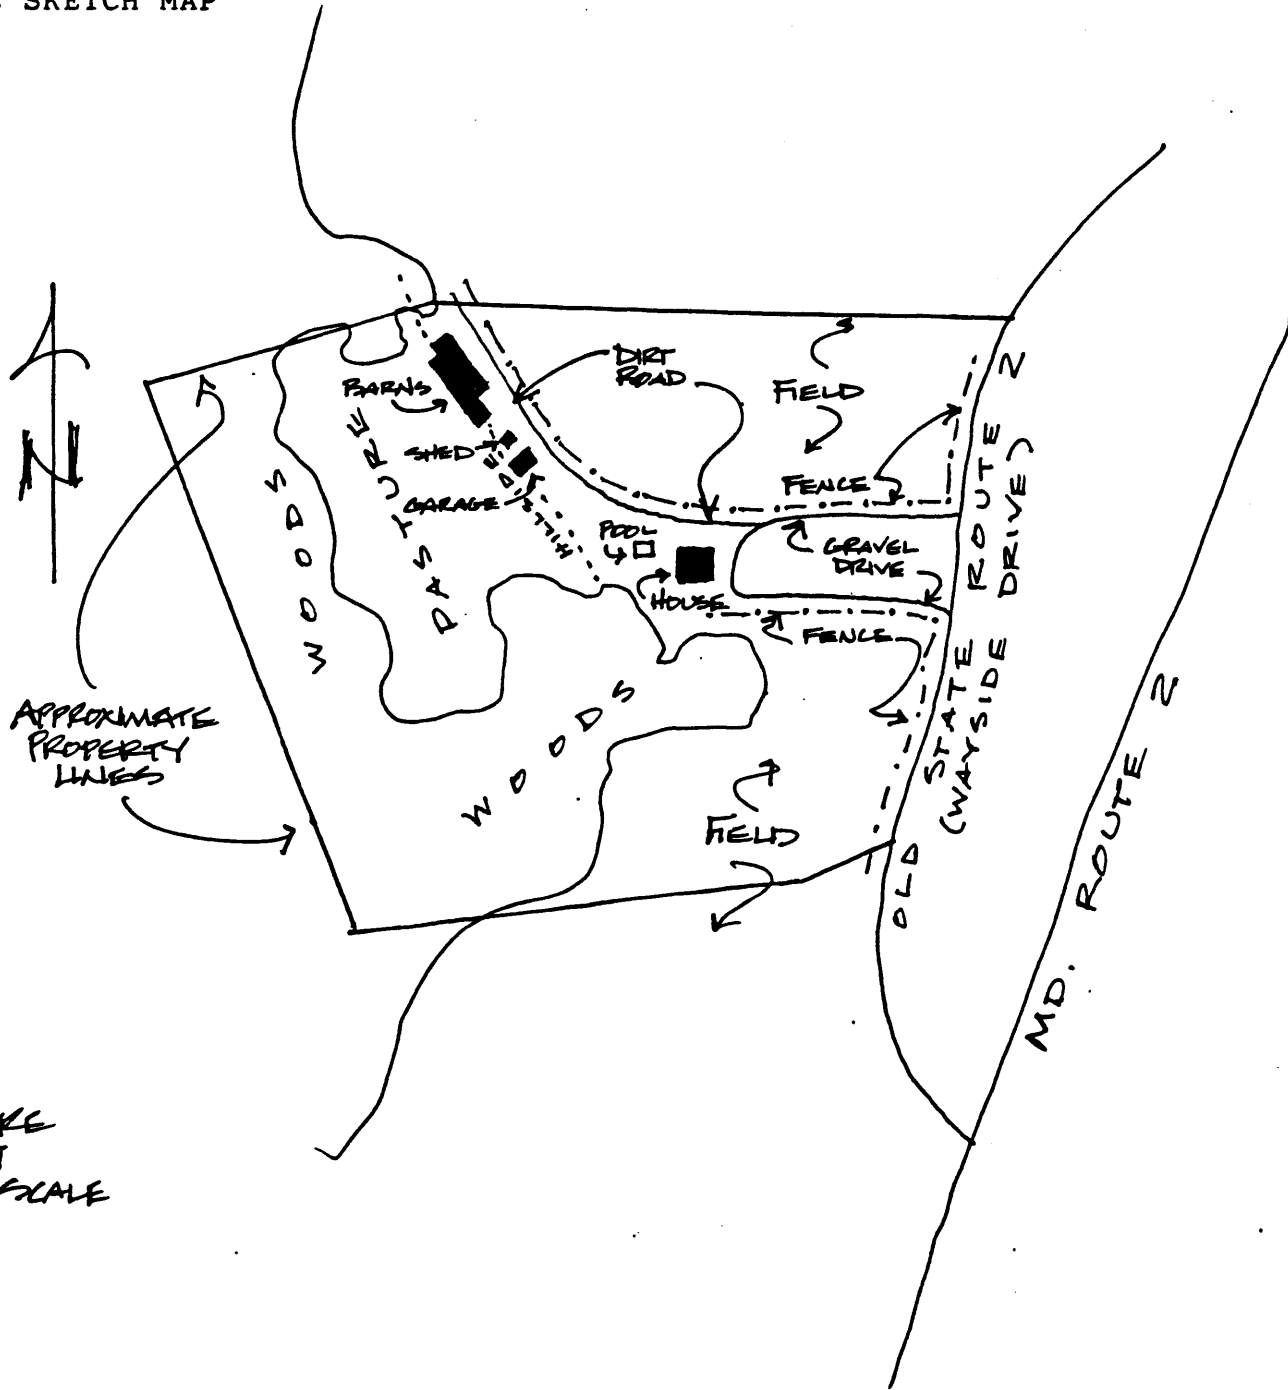 SKETCH MAP
N
BARNS
DIRT
ROAD
FIELD
SHED
GARAGE
HILL
PASTURE
WOODS
FENCE
POOL
HOUSE
GRAVEL
DRIVE
FENCE
OLD STATE ROUTE 2
(WAYSIDE DRIVE)
APPROXIMATE
PROPERTY
LINES
WOODS
FIELD
MD. ROUTE 2
SCALE